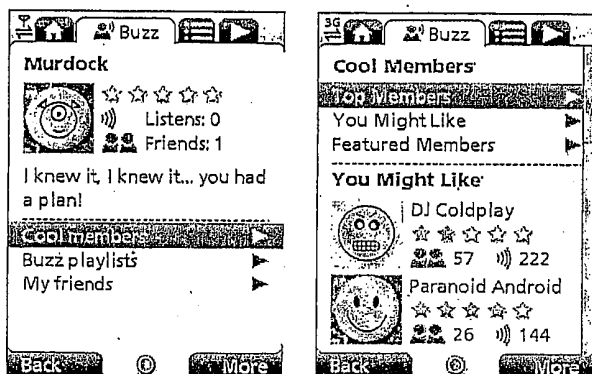 Buzz
Murdock
Listens: 0
Friends: 1
I knew it, I knew it... you had
a plan!
Cool members
Buzz playlists
My friends
Back
More
3G
Buzz
Cool Members
Top Members
You Might Like
Featured Members
You Might Like
DJ Coldplay
57 222
Paranoid Android
26 144
Back
More